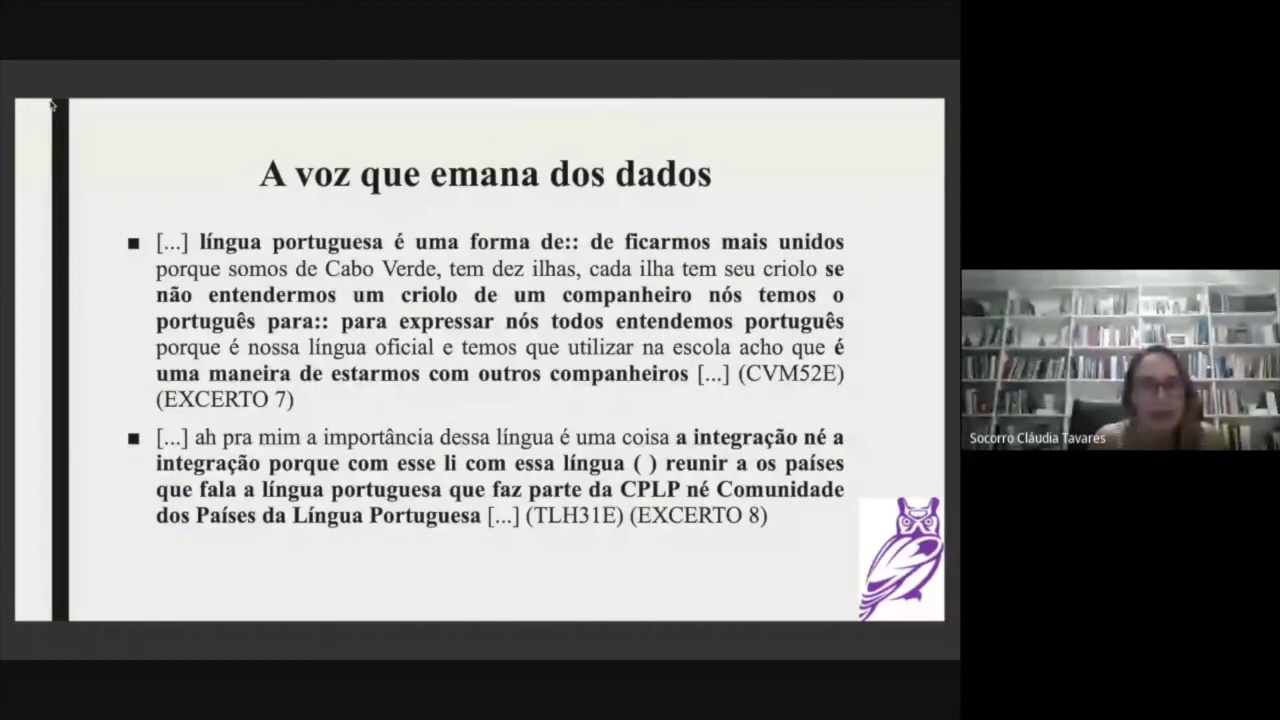 A voz que emana dos dados
[...] língua portuguesa é uma forma de:: de ficarmos mais unidos
porque somos de Cabo Verde, tem dez ilhas, cada ilha tem seu criolo se
não entendermos um criolo de um companheiro nós temos o
português para:: para expressar nós todos entendemos português
porque é nossa língua oficial e temos que utilizar na escola acho que é
uma maneira de estarmos com outros companheiros [...] (CVM52E)
(EXCERTO 7)
[...] ah pra mim a importância dessa língua é uma coisa a integração né a
integração porque com esse li com essa língua ( ) reunir a os países
que fala a língua portuguesa que faz parte da CPLP né Comunidade
dos Países da Língua Portuguesa [...] (TLH31E) (EXCERTO 8)
Socorro Cláudia Tavares